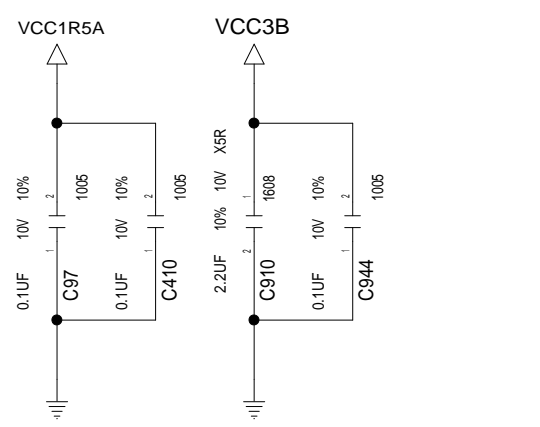 VCC1R5A
VCC3B
0.1UF 10V 10%
2
1
1005
C97
0.1UF 10V 10%
2
1
1005
C410
2.2UF 10% 10V X5R
1
2
1608
C910
0.1UF 10V 10%
2
1
1005
C944